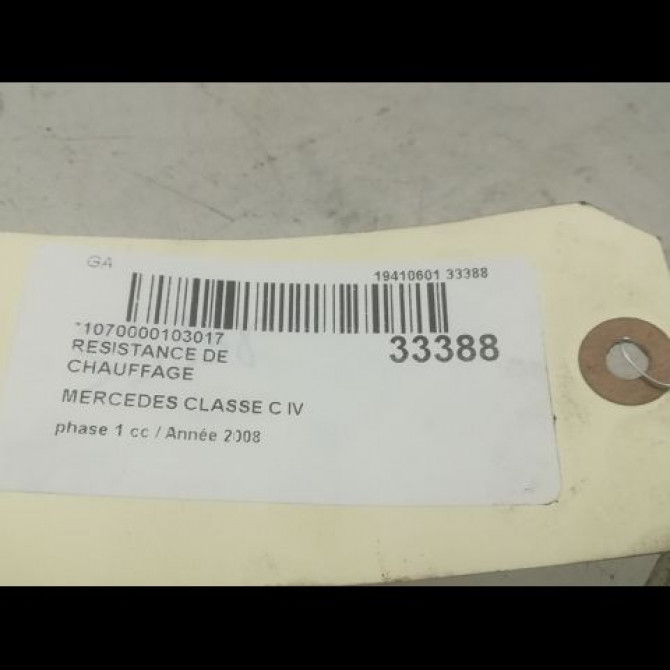 GA
19410601 33388
*1070000103017
33388
RESISTANCE DE
CHAUFFAGE
MERCEDES CLASSE C IV
phase 1 cc / Année 2008